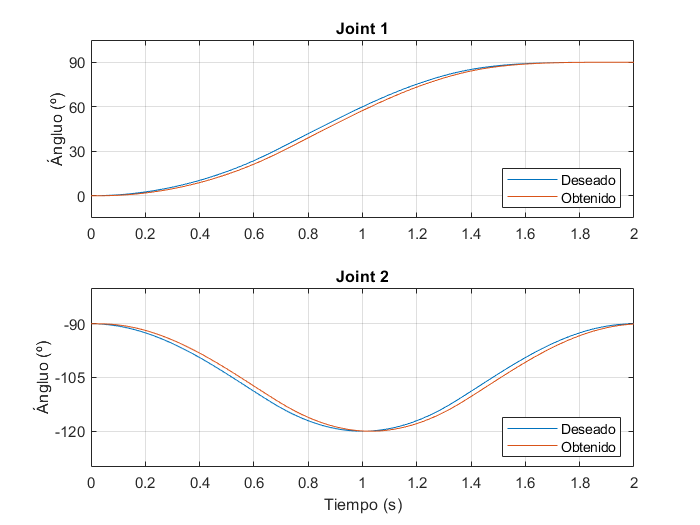 Joint 1
Ángluo (º)
90
60
30
0
Deseado
Obtenido
0 0.2 0.4 0.6 0.8 1 1.2 1.4 1.6 1.8 2
Joint 2
Ángluo (º)
-90
-105
-120
Deseado
Obtenido
0 0.2 0.4 0.6 0.8 1 1.2 1.4 1.6 1.8 2
Tiempo (s)